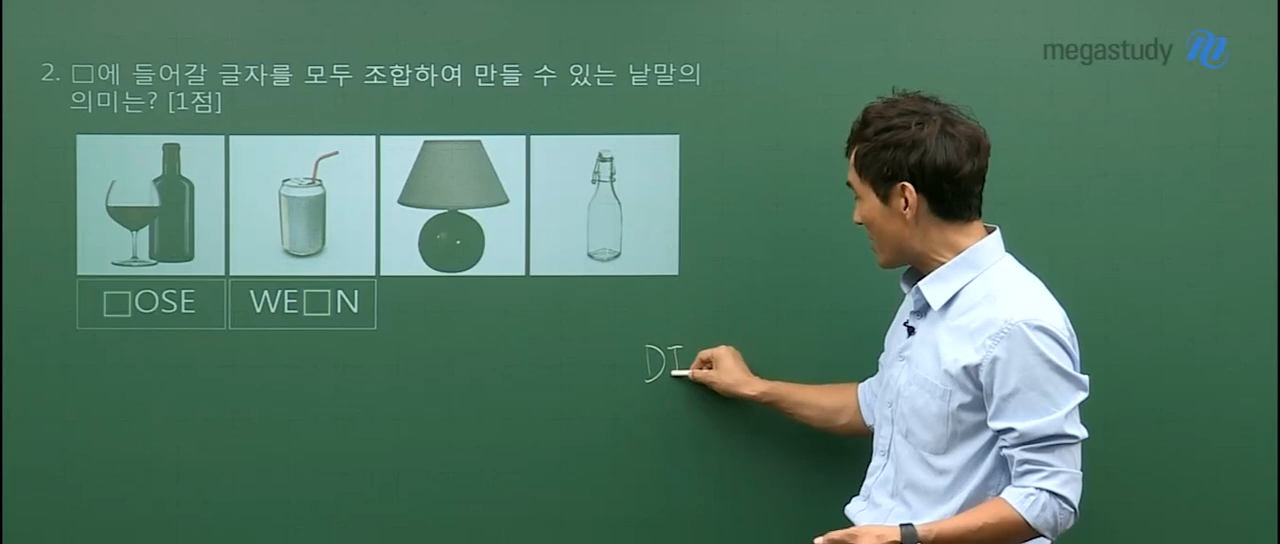 megastudy
2. □에 들어갈 글자를 모두 조합하여 만들 수 있는 낱말의
의미는? [1점]
□OSE
WE□N
DI